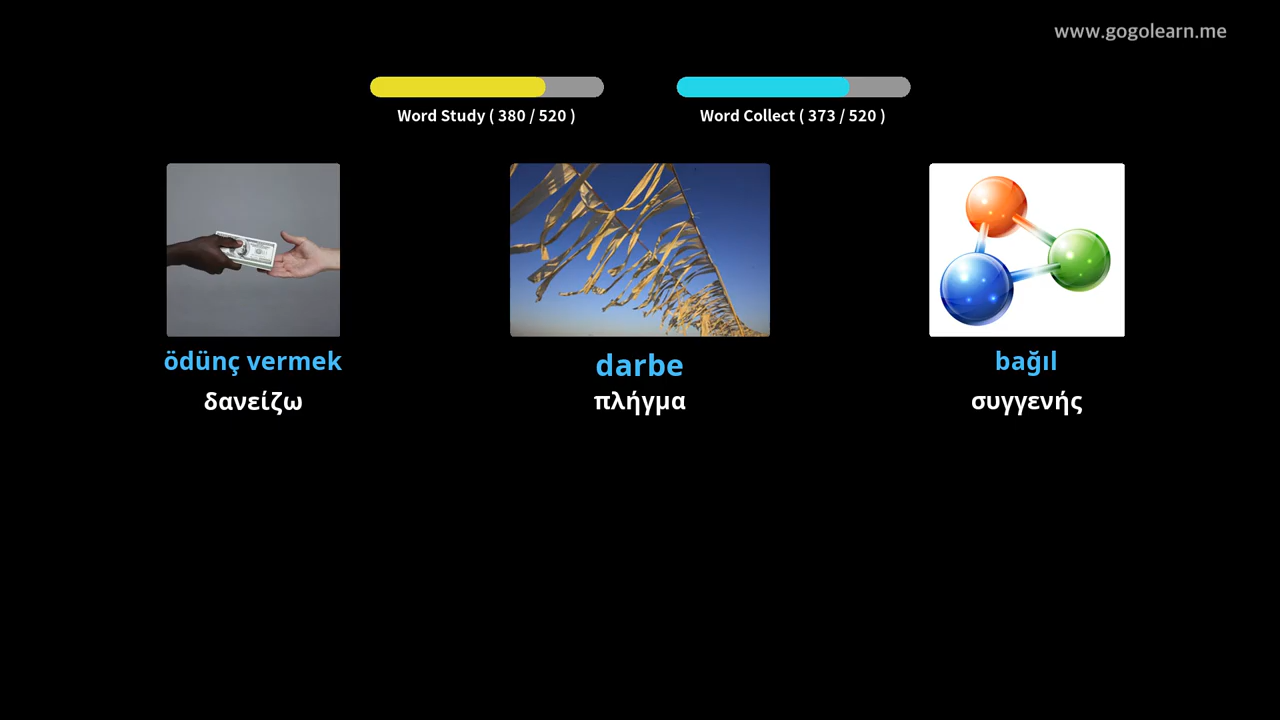 www.gogolearn.me
Word Study ( 380 / 520 )
Word Collect ( 373 / 520 )
ödünç vermek
δανείζω
darbe
πλήγμα
bağıl
συγγενής